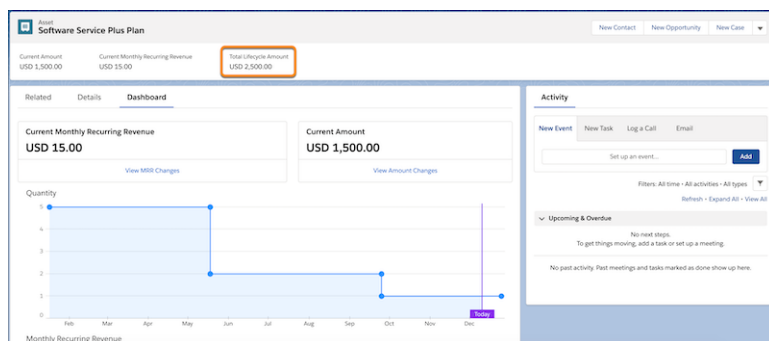 Asset
Software Service Plus Plan
New Contact
New Opportunity
New Case
Current Amount
Current Monthly Recurring Revenue
Total Lifecycle Amount
USD 1,500.00
USD 15.00
USD 2,500.00
Related
Details
Dashboard
Current Monthly Recurring Revenue
USD 15.00
View MRR Changes
Current Amount
USD 1,500.00
View Amount Changes
Quantity
5
4
3
2
1
0
Today
Feb Mar Apr May Jun Jul Aug Sep Oct Nov Dec
Monthly Recurring Revenue
Activity
New Event
New Task
Log a Call
Email
Set up an event...
Add
Filters: All time • All activities • All types
Refresh • Expand All • View All
Upcoming & Overdue
No next steps.
To get things moving, add a task or set up a meeting.
No past activity. Past meetings and tasks marked as done show up here.